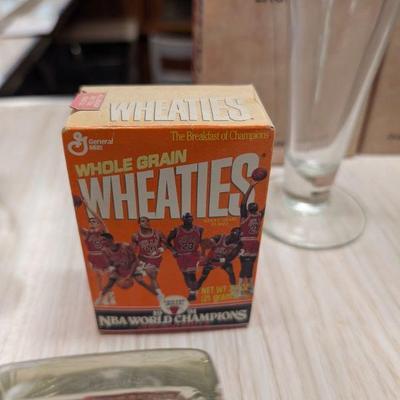 WHEATIES
General
Mills
The Breakfast of Champions
WHOLE GRAIN
WHEATIES
NET WT
NBA WORLD CHAMPIONS